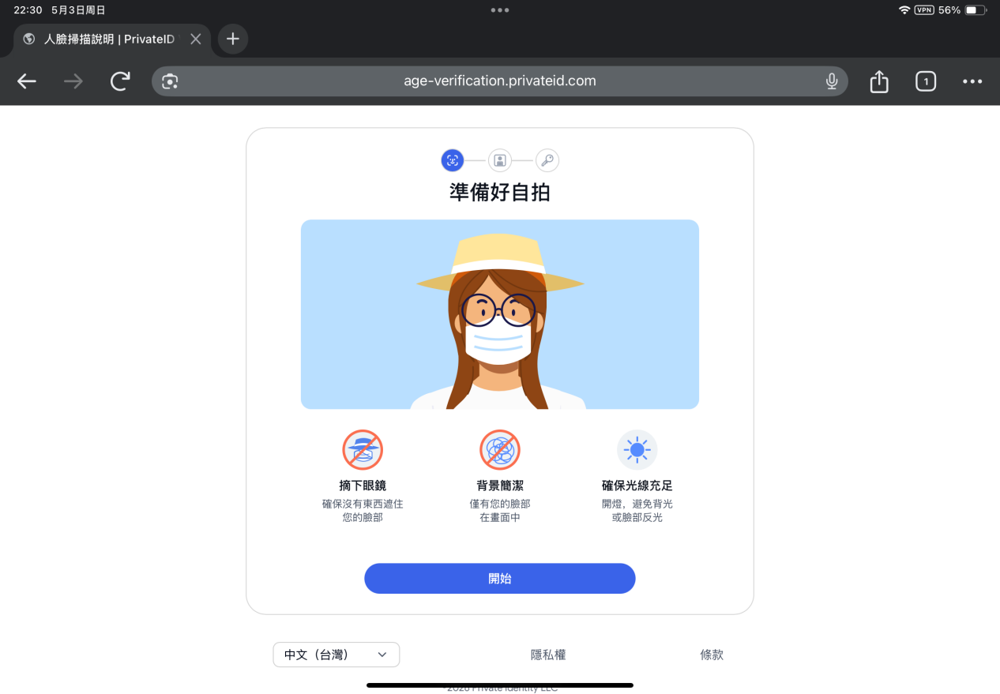 22:30 5月3日周日
VPN 56%
人臉掃描說明 | PrivateID
age-verification.privateid.com
1
準備好自拍
摘下眼鏡
確保沒有東西遮住
您的臉部
背景簡潔
僅有您的臉部
在畫面中
確保光線充足
開燈，避免背光
或臉部反光
開始
中文（台灣）
隱私權
條款
Private Identity LLC